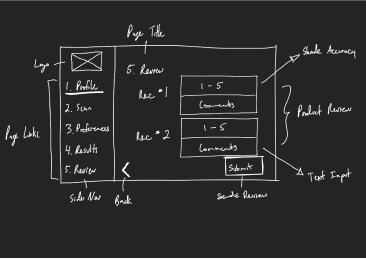 Page Title
Logo
Shade Accuracy
1. Profile
2. Scan
3. Preferences
4. Results
5. Review
Page Links
Side Nav
5. Review
Rec #1
1-5
Comments
Rec #2
1-5
Comments
Product Review
Submit
Text Input
Back
Sends Review